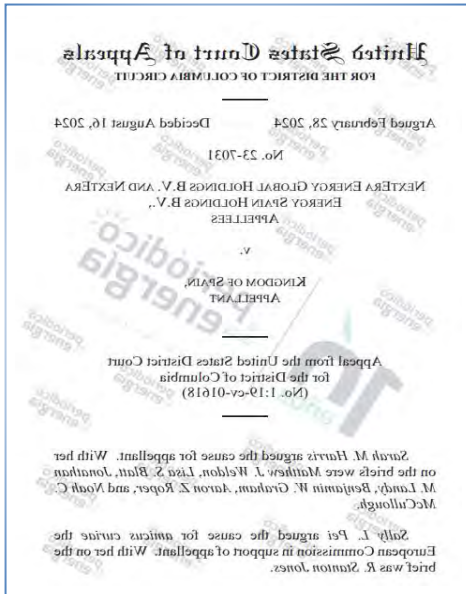 United States Court of Appeals
FOR THE DISTRICT OF COLUMBIA CIRCUIT
Argued February 28, 2024 Decided August 16, 2024
No. 23-7031
NEXTERA ENERGY GLOBAL HOLDINGS B.V. AND NEXTERA
ENERGY SPAIN HOLDINGS B.V.,
APPELLEES
v.
KINGDOM OF SPAIN,
APPELLANT
periódico
energía
10
años
Appeal from the United States District Court
for the District of Columbia
(No. 1:19-cv-01618)
Sarah M. Harris argued the cause for appellant. With her
on the briefs were Matthew J. Weldon, Lisa S. Blatt, Jonathan
M. Landy, Benjamin W. Graham, Aaron Z. Roper, and Noah C.
McCullough.
Sally L. Pei argued the cause for amicus curiae the
European Commission in support of appellant. With her on the
brief was R. Stanton Jones.